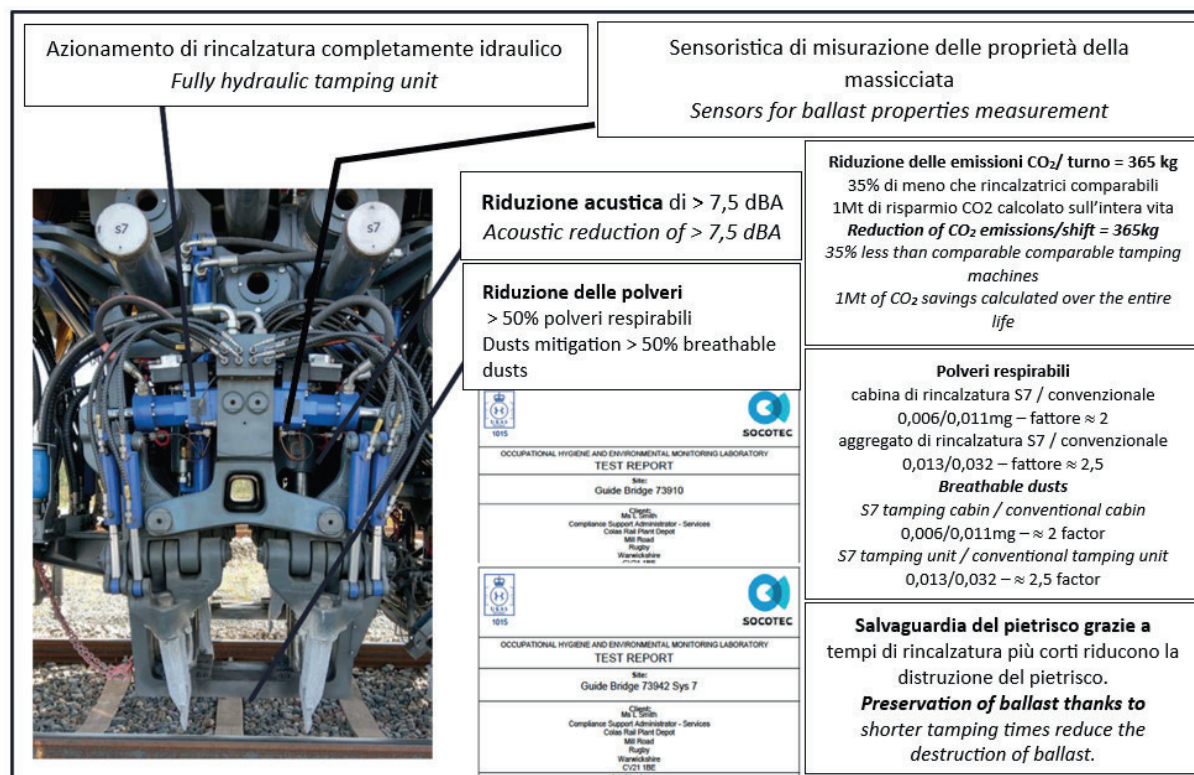 Azionamento di rincalzatura completamente idraulico
Fully hydraulic tamping unit
Sensoristica di misurazione delle proprietà della
massicciata
Sensors for ballast properties measurement
s7
s7
Riduzione acustica di > 7,5 dBA
Acoustic reduction of > 7,5 dBA
Riduzione delle polveri
> 50% polveri respirabili
Dusts mitigation > 50% breathable
dusts
Riduzione delle emissioni CO₂/ turno = 365 kg
35% di meno che rincalzatrici comparabili
1Mt di risparmio CO2 calcolato sull'intera vita
Reduction of CO₂ emissions/shift = 365kg
35% less than comparable comparable tamping
machines
1Mt of CO₂ savings calculated over the entire
life
UKAS
1015
SOCOTEC
OCCUPATIONAL HYGIENE AND ENVIRONMENTAL MONITORING LABORATORY
TEST REPORT
Site:
Guide Bridge 73910
Client:
Ms L Smith
Compliance Support Administrator - Services
Colas Rail Plant Depot
Mill Road
Rugby
Warwickshire
CV21 1BE
UKAS
1015
SOCOTEC
OCCUPATIONAL HYGIENE AND ENVIRONMENTAL MONITORING LABORATORY
TEST REPORT
Site:
Guide Bridge 73942 Sys 7
Client:
Ms L Smith
Compliance Support Administrator - Services
Colas Rail Plant Depot
Mill Road
Rugby
Warwickshire
CV21 1BE
Polveri respirabili
cabina di rincalzatura S7 / convenzionale
0,006/0,011mg – fattore ≈ 2
aggregato di rincalzatura S7 / convenzionale
0,013/0,032 – fattore ≈ 2,5
Breathable dusts
S7 tamping cabin / conventional cabin
0,006/0,011mg – ≈ 2 factor
S7 tamping unit / conventional tamping unit
0,013/0,032 – ≈ 2,5 factor
Salvaguardia del pietrisco grazie a
tempi di rincalzatura più corti riducono la
distruzione del pietrisco.
Preservation of ballast thanks to
shorter tamping times reduce the
destruction of ballast.